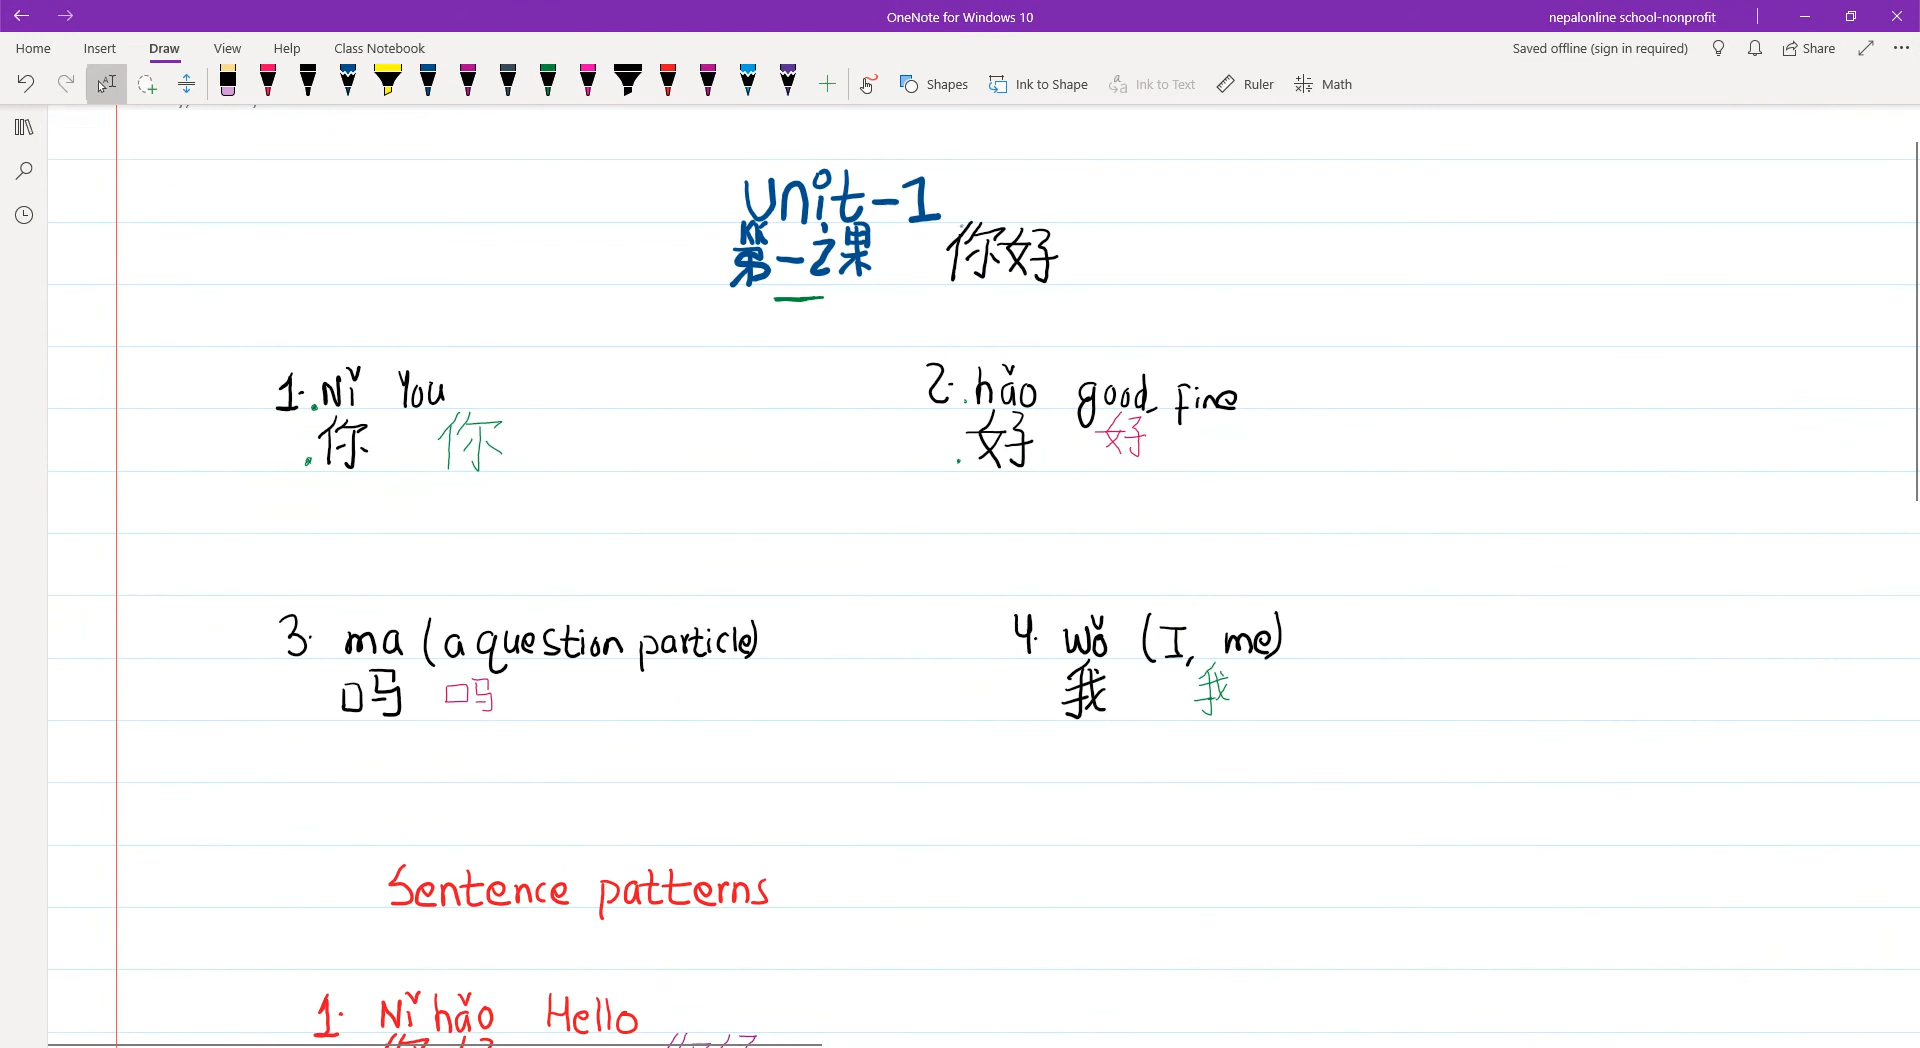 OneNote for Windows 10
nepalonline school-nonprofit
Home Insert Draw View Help Class Notebook
Saved offline (sign in required) Share
Shapes Ink to Shape Ink to Text Ruler Math
Unit-1
第一课 你好
1. Nǐ You
你 你
2. hǎo good, fine
好 好
3. ma (a question particle)
吗 吗
4. wǒ (I, me)
我 我
Sentence patterns
1. Nǐ hǎo Hello